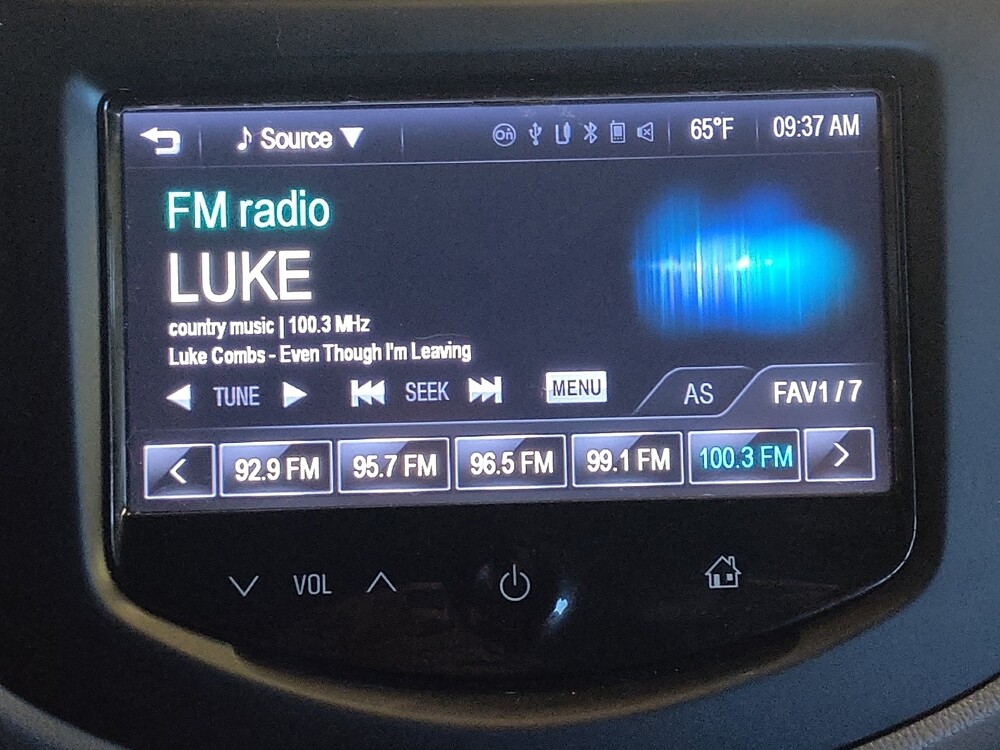 Source 65°F 09:37 AM
FM radio
LUKE
country music | 100.3 MHz
Luke Combs - Even Though I'm Leaving
TUNE SEEK MENU AS FAV1 / 7
92.9 FM 95.7 FM 96.5 FM 99.1 FM 100.3 FM
VOL